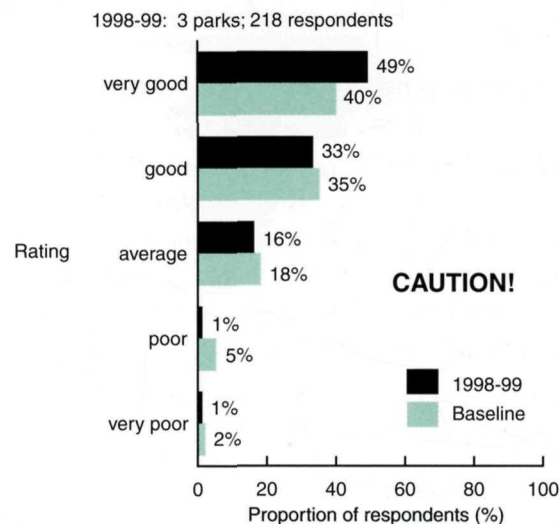 1998-99: 3 parks; 218 respondents
very good
49%
40%
good
33%
35%
Rating
average
16%
18%
CAUTION!
poor
1%
5%
1998-99
Baseline
very poor
1%
2%
0 20 40 60 80 100
Proportion of respondents (%)